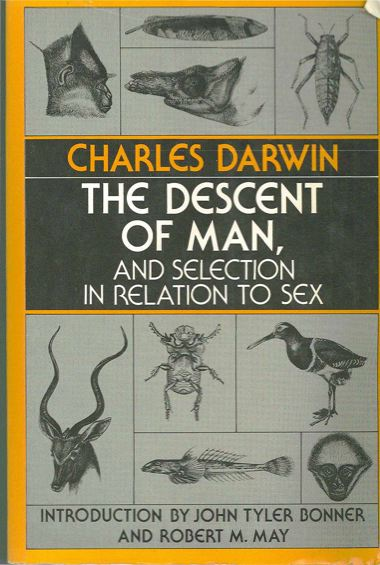 CHARLES DARWIN
THE DESCENT
OF MAN,
AND SELECTION
IN RELATION TO SEX
INTRODUCTION BY JOHN TYLER BONNER
AND ROBERT M. MAY